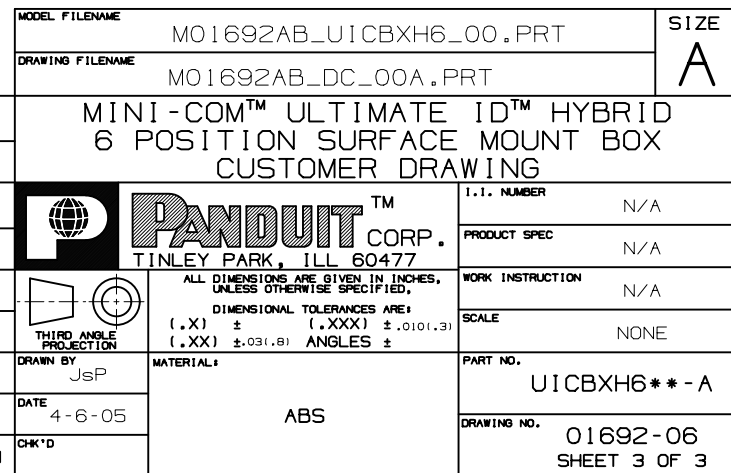 MODEL FILENAME
MO1692AB_UICBXH6_00.PRT
SIZE
A
DRAWING FILENAME
MO1692AB_DC_00A.PRT
MINI-COM™ ULTIMATE ID™ HYBRID
6 POSITION SURFACE MOUNT BOX
CUSTOMER DRAWING
P
PANDUIT™
CORP.
TINLEY PARK, ILL 60477
I.I. NUMBER
N/A
PRODUCT SPEC
N/A
WORK INSTRUCTION
N/A
SCALE
NONE
THIRD ANGLE
PROJECTION
ALL DIMENSIONS ARE GIVEN IN INCHES,
UNLESS OTHERWISE SPECIFIED,
DIMENSIONAL TOLERANCES ARE:
(.X) ± (.XXX) ±.010(.3)
(.XX) ±.03(.8) ANGLES ±
DRAWN BY
JsP
DATE
4-6-05
CHK'D
MATERIAL:
ABS
PART NO.
UICBXH6**-A
DRAWING NO.
01692-06
SHEET 3 OF 3